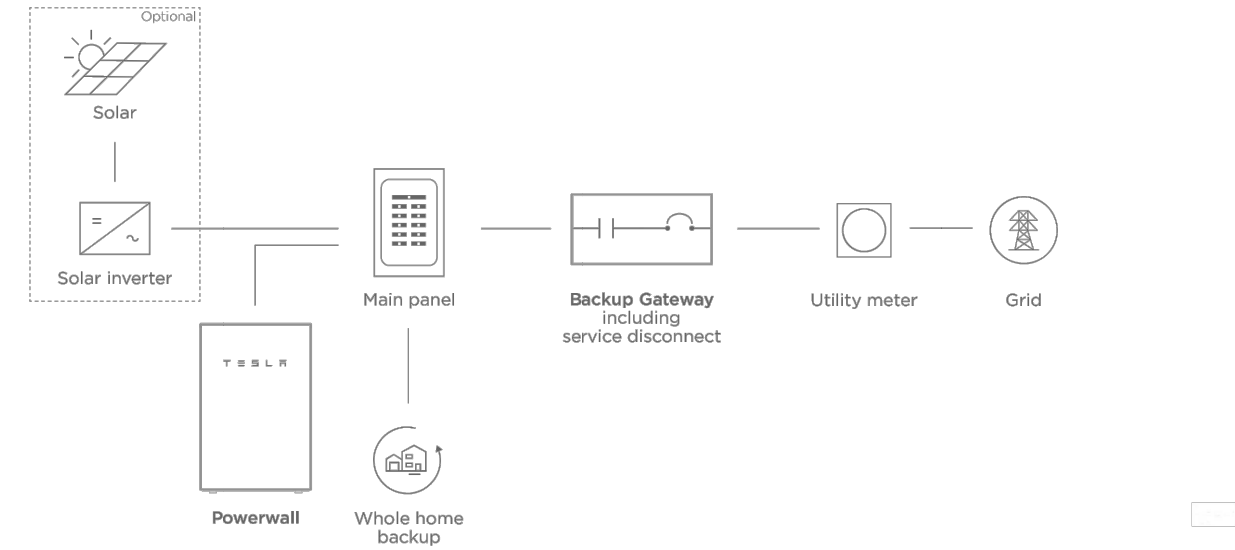 Optional
Solar
Solar inverter
Main panel
Backup Gateway
including
service disconnect
Utility meter
Grid
TESLA
Powerwall
Whole home
backup